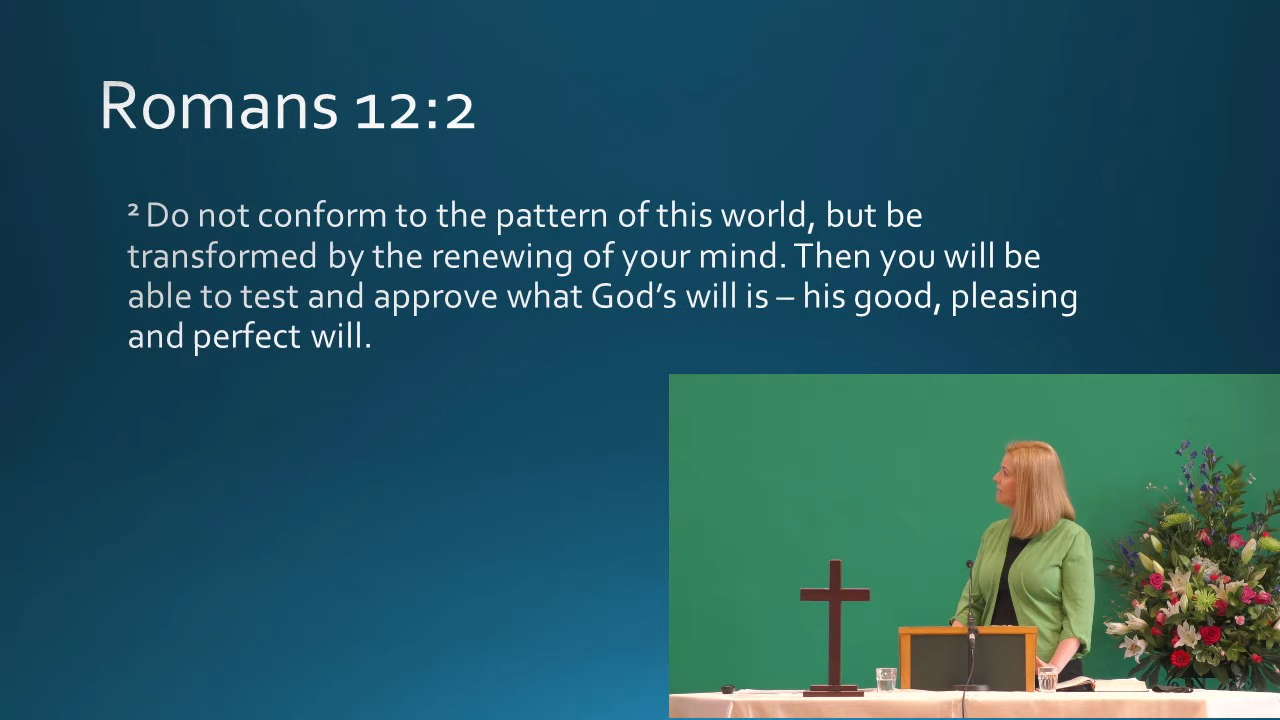 Romans 12:2
² Do not conform to the pattern of this world, but be
transformed by the renewing of your mind. Then you will be
able to test and approve what God’s will is – his good, pleasing
and perfect will.